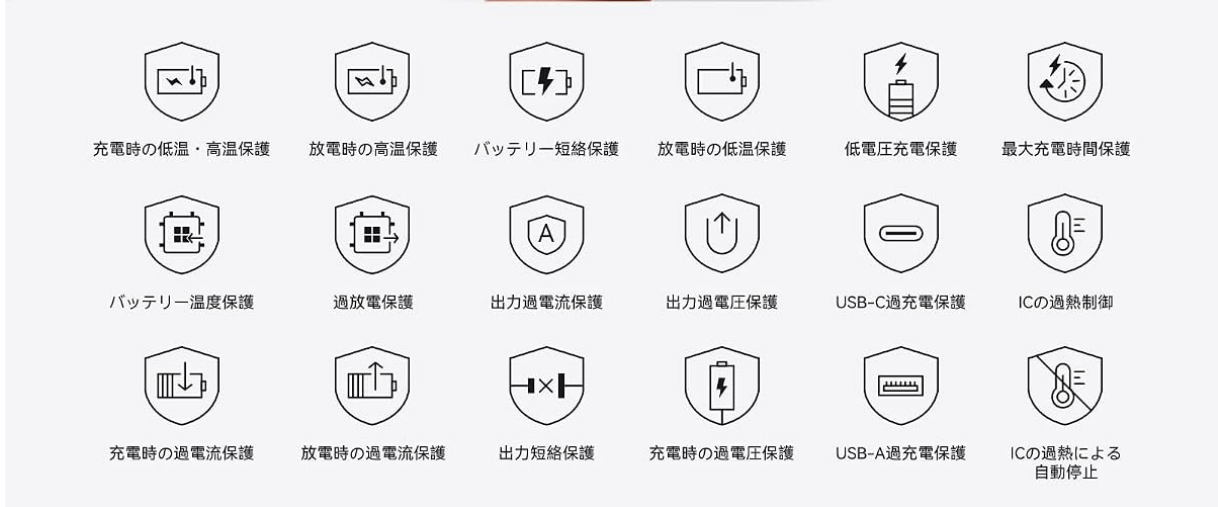 充電時の低温・高温保護
放電時の高温保護
バッテリー短絡保護
放電時の低温保護
低電圧充電保護
最大充電時間保護
バッテリー温度保護
過放電保護
A
出力過電流保護
出力過電圧保護
USB-C過充電保護
ICの過熱制御
充電時の過電流保護
放電時の過電流保護
出力短絡保護
充電時の過電圧保護
USB-A過充電保護
ICの過熱による
自動停止